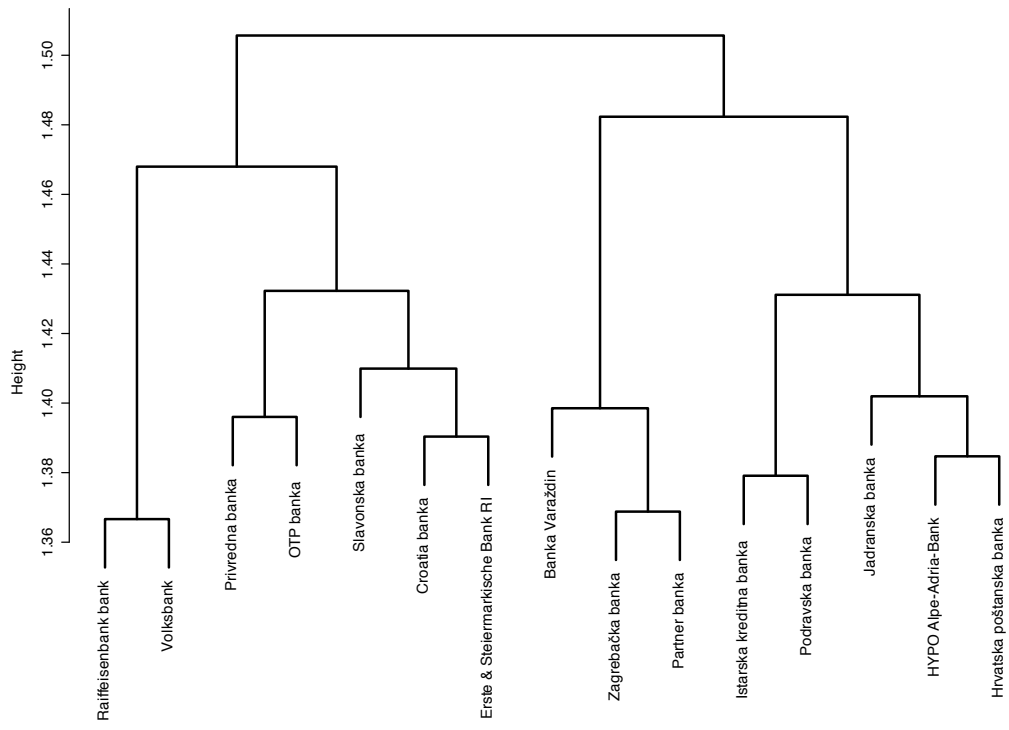 Height
1.50
1.48
1.46
1.44
1.42
1.40
1.38
1.36
Raiffeisenbank bank
Volksbank
Privredna banka
OTP banka
Slavonska banka
Croatia banka
Erste & Steiermarkische Bank RI
Banka Varaždin
Zagrebačka banka
Partner banka
Istarska kreditna banka
Podravska banka
Jadranska banka
HYPO Alpe-Adria-Bank
Hrvatska poštanska banka